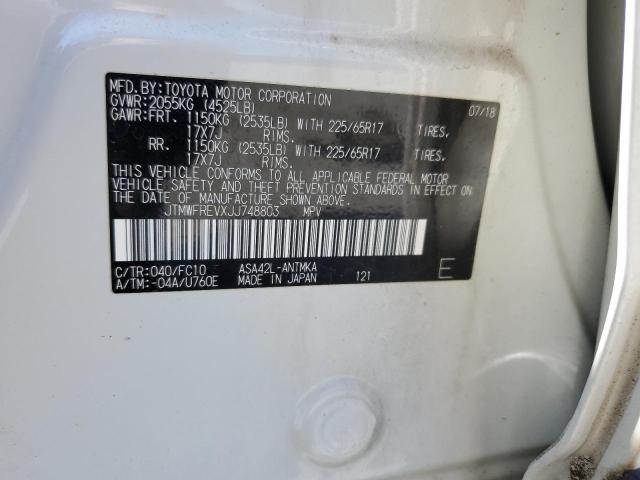 MFD.BY:TOYOTA MOTOR CORPORATION 07/18
GVWR:2055KG (4525LB)
GAWR:FRT. 1150KG (2535LB) WITH 225/65R17 TIRES,
17X7J RIMS.
RR. 1150KG (2535LB) WITH 225/65R17 TIRES,
17X7J RIMS.
THIS VEHICLE CONFORMS TO ALL APPLICABLE FEDERAL MOTOR
VEHICLE SAFETY AND THEFT PREVENTION STANDARDS IN EFFECT ON
THE DATE OF MANUFACTURE SHOWN ABOVE.
JTMWFREVXJJ748803 MPV
C/TR:040/FC10 ASA42L-ANTMKA
A/TM:-04A/U760E MADE IN JAPAN 121 E